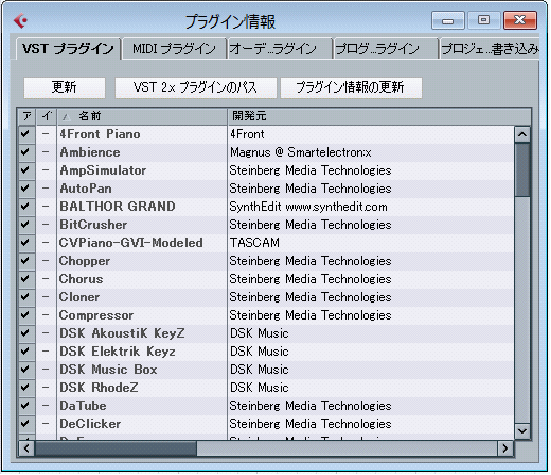 プラグイン情報
VST プラグイン MIDI プラグイン オーデ...ラグイン プログ...ラグイン プロジェ...書き込み
更新 VST 2.x プラグインのパス プラグイン情報の更新
ア イ 名前 開発元
4Front Piano 4Front
Ambience Magnus @ Smartelectronix
AmpSimulator Steinberg Media Technologies
AutoPan Steinberg Media Technologies
BALTHOR GRAND SynthEdit www.synthedit.com
BitCrusher Steinberg Media Technologies
CVPiano-GVI-Modeled TASCAM
Chopper Steinberg Media Technologies
Chorus Steinberg Media Technologies
Cloner Steinberg Media Technologies
Compressor Steinberg Media Technologies
DSK AkoustiK KeyZ DSK Music
DSK Elektrik Keyz DSK Music
DSK Music Box DSK Music
DSK RhodeZ DSK Music
DaTube Steinberg Media Technologies
DeClicker Steinberg Media Technologies